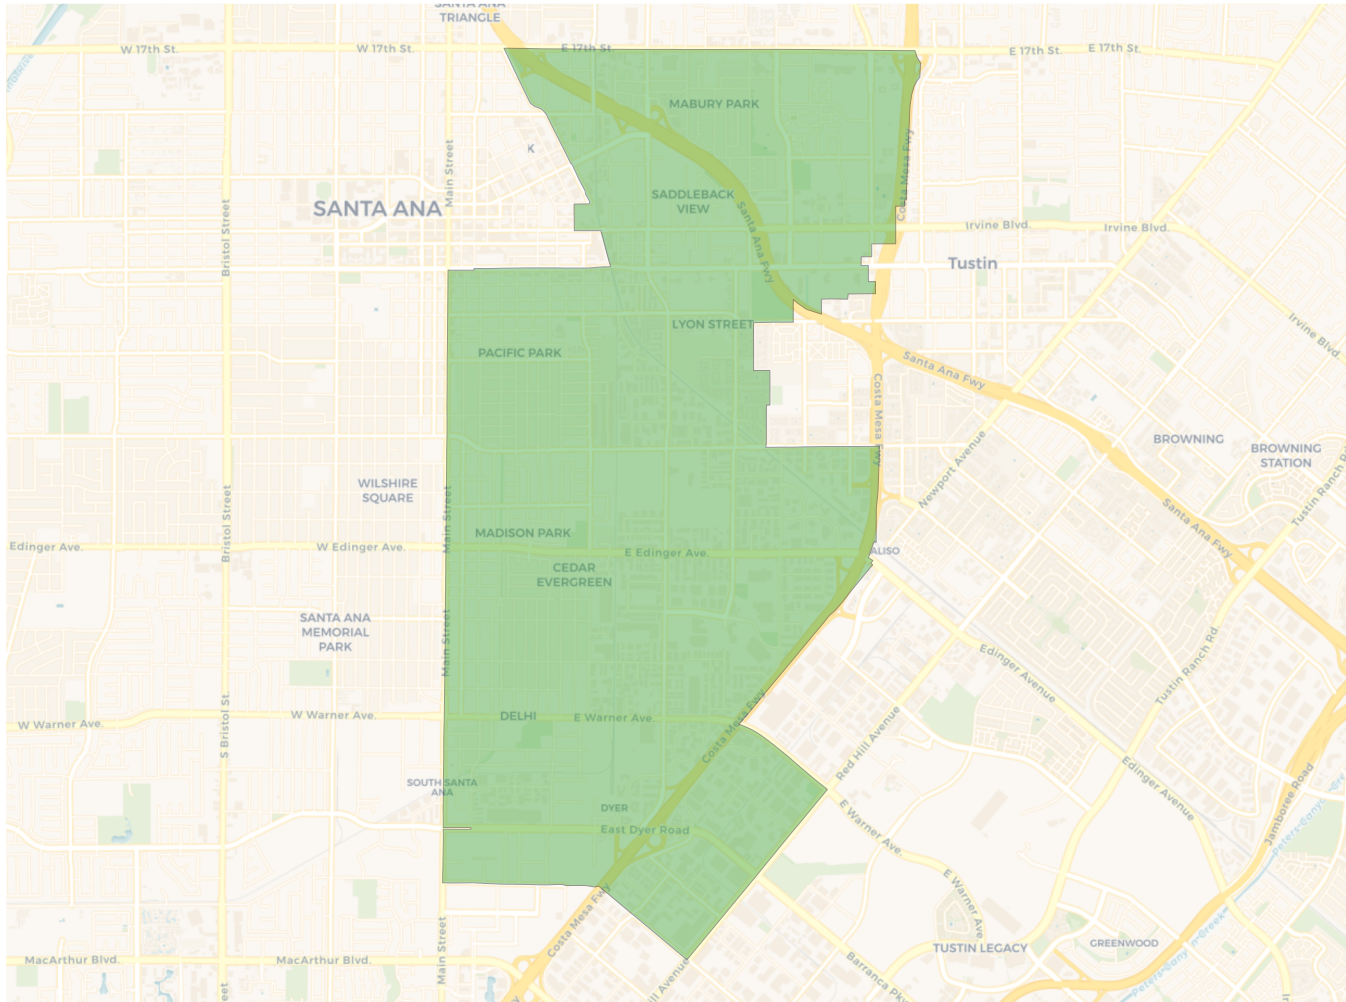 SANTA ANA
TRIANGLE
W 17th St.
W 17th St.
E 17th St.
E 17th St.
E 17th St.
MABURY PARK
K
Main Street
Costa Mesa Fwy
SANTA ANA
SADDLEBACK
VIEW
Santa Ana Fwy
Irvine Blvd.
Irvine Blvd.
Bristol Street
Tustin
LYON STREET
Irvine Blvd.
PACIFIC PARK
Santa Ana Fwy
Costa Mesa Fwy
BROWNING
BROWNING
STATION
Newport Avenue
WILSHIRE
SQUARE
Tustin Ranch Rd
Bristol Street
Main Street
MADISON PARK
Santa Ana Fwy
Edinger Ave.
W Edinger Ave.
E Edinger Ave.
ALISO
CEDAR
EVERGREEN
SANTA ANA
MEMORIAL
PARK
Main Street
Edinger Avenue
Tustin Ranch Rd.
W Warner Ave.
W Warner Ave.
DELHI
E Warner Ave.
S Bristol St.
Costa Mesa Fwy
Red Hill Avenue
Edinger Avenue
SOUTH SANTA
ANA
DYER
East Dyer Road
E Warner Ave.
Jamboree Road
E Warner Ave.
Costa Mesa Fwy
Main Street
TUSTIN LEGACY
GREENWOOD
MacArthur Blvd.
MacArthur Blvd.
Hill Avenue
Barranca Pkw